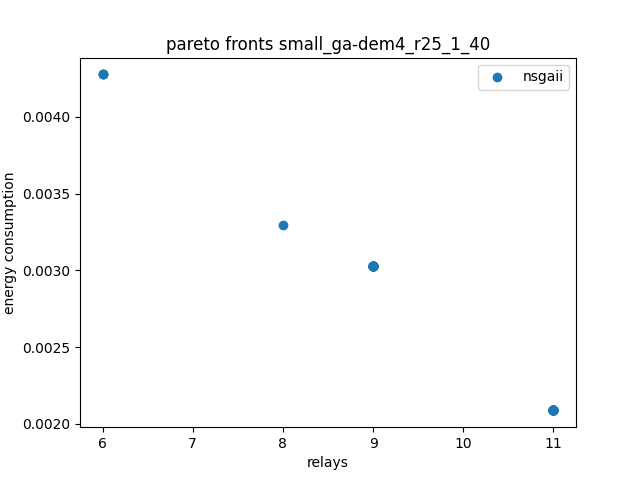 pareto fronts small_ga-dem4_r25_1_40
nsgaii
energy consumption
0.0040
0.0035
0.0030
0.0025
0.0020
6 7 8 9 10 11
relays